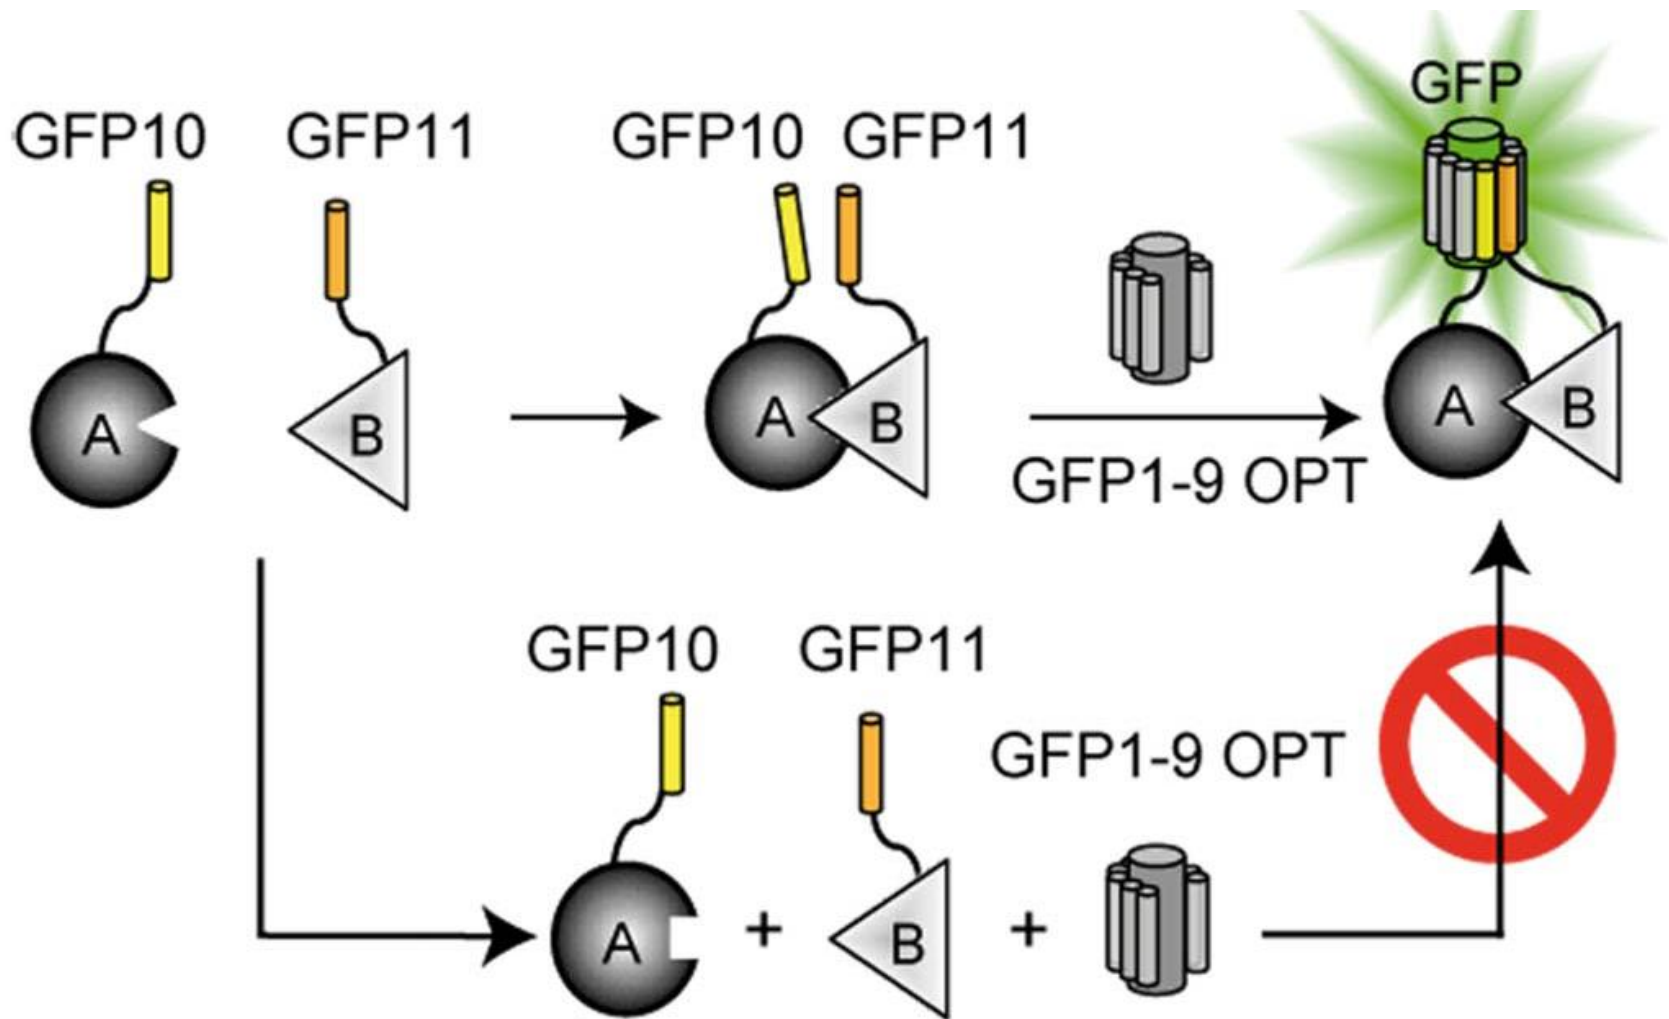 GFP
GFP10 GFP11 GFP10 GFP11
A B A B A B
GFP1-9 OPT
GFP10 GFP11
GFP1-9 OPT
A + B +